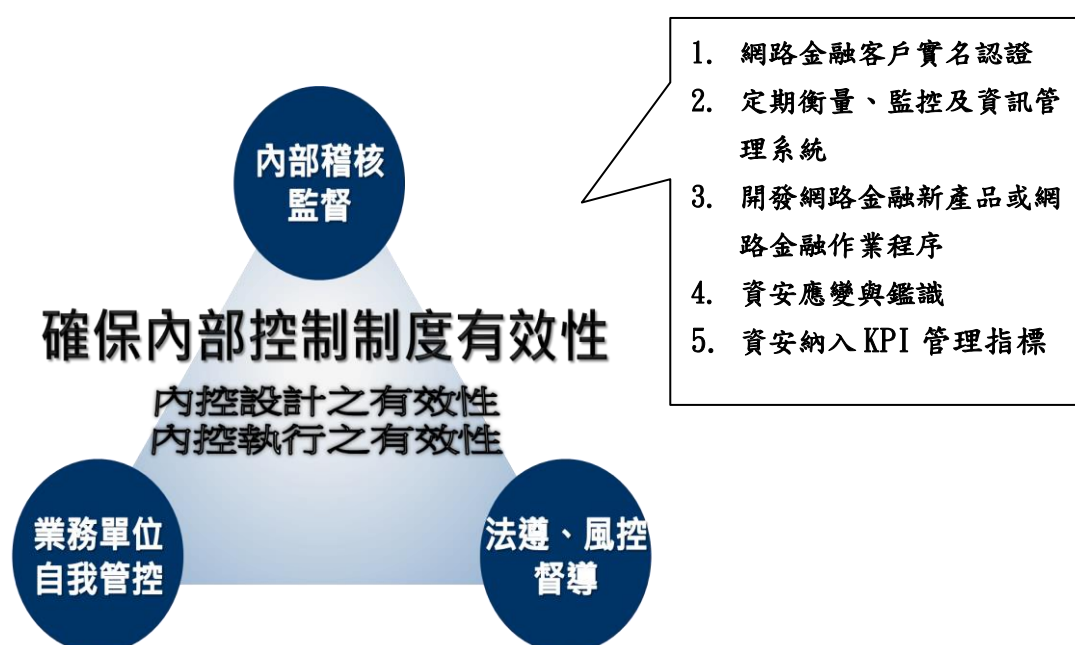 內部稽核
監督
確保內部控制制度有效性
內控設計之有效性
內控執行之有效性
業務單位
自我管控
法遵、風控
督導
1. 網路金融客戶實名認證
2. 定期衡量、監控及資訊管
理系統
3. 開發網路金融新產品或網
路金融作業程序
4. 資安應變與鑑識
5. 資安納入 KPI 管理指標